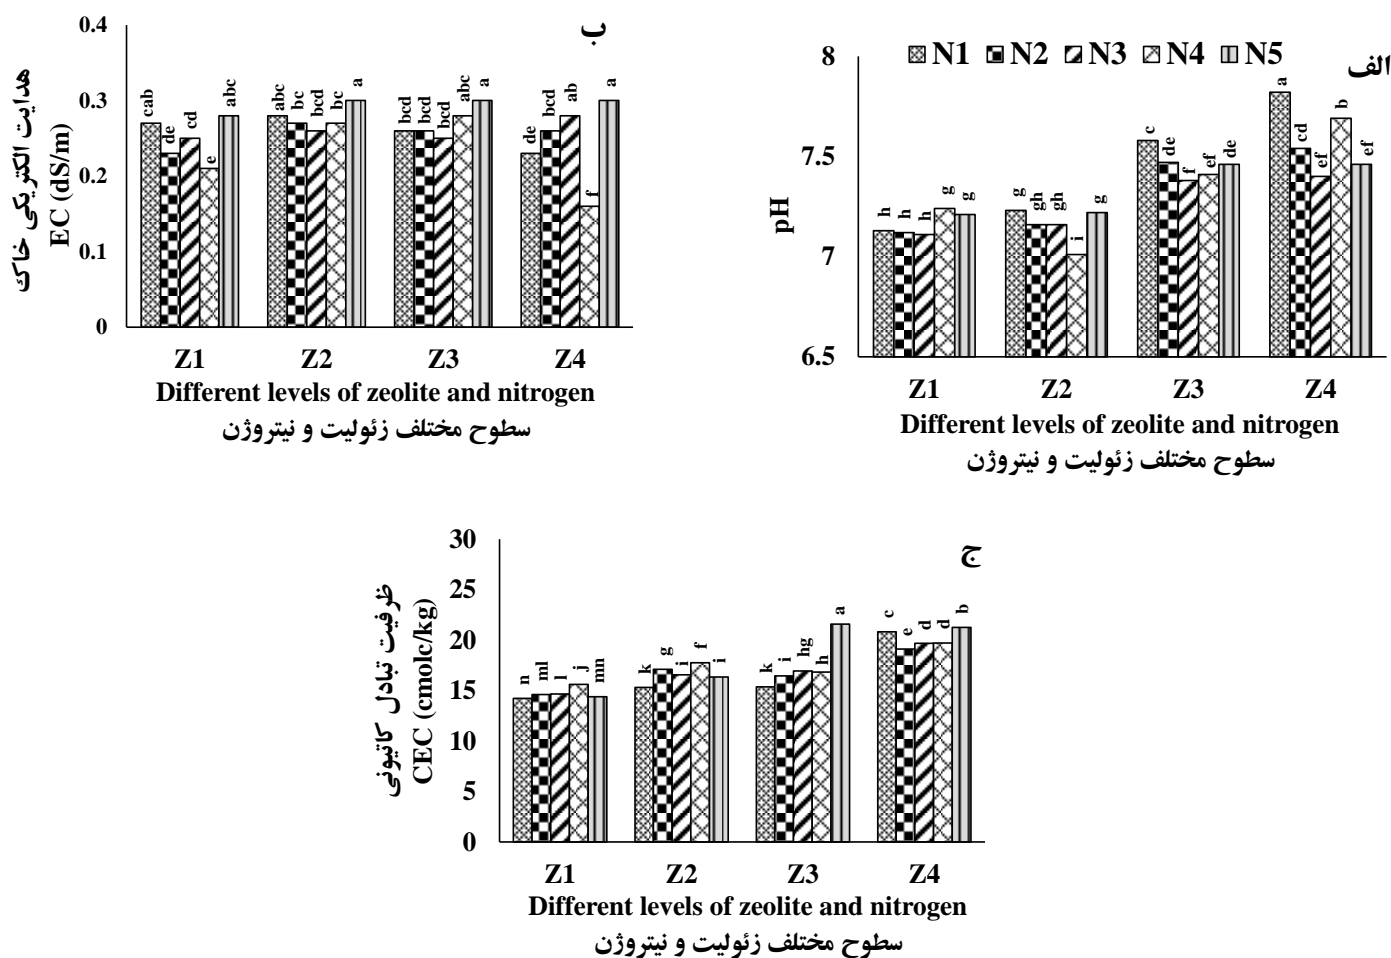 الف
N1 N2 N3 N4 N5
pH
8
7.5
7
6.5
h h h g g
g gh gh i g
c de f ef de
a cd ef b ef
Z1 Z2 Z3 Z4
Different levels of zeolite and nitrogen
سطوح مختلف زئولیت و نیتروژن
ب
هدایت الکتریکی خاک
EC (dS/m)
0.4
0.3
0.2
0.1
0
cab de cd e abc
abc bc bcd bc a
bcd bcd bcd abc a
de bcd ab f a
Z1 Z2 Z3 Z4
Different levels of zeolite and nitrogen
سطوح مختلف زئولیت و نیتروژن
ج
ظرفیت تبادل کاتیونی
CEC (cmolc/kg)
30
25
20
15
10
5
0
n ml l j mn
k g i f i
k i hg h a
c e d d b
Z1 Z2 Z3 Z4
Different levels of zeolite and nitrogen
سطوح مختلف زئولیت و نیتروژن